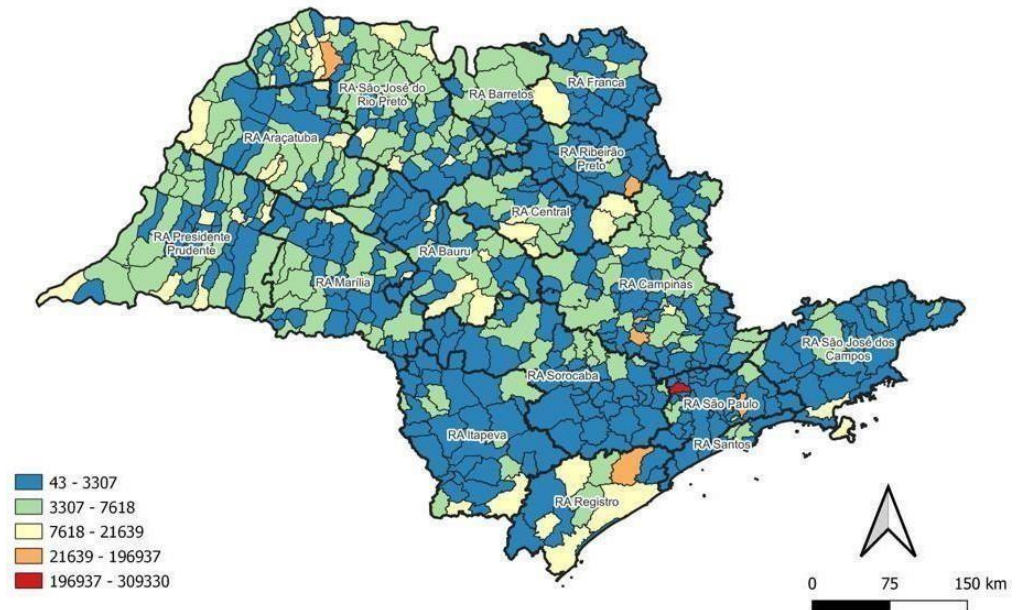 RA São José do
Rio Preto
RA Barretos
RA Franca
RA Araçatuba
RA Ribeirão
Preto
RA Central
RA Presidente
Prudente
RA Bauru
RA Marília
RA Campinas
RA São José dos
Campos
RA Sorocaba
RA São Paulo
RA Itapeva
RA Santos
RA Registro
43 - 3307
3307 - 7618
7618 - 21639
21639 - 196937
196937 - 309330
0 75 150 km